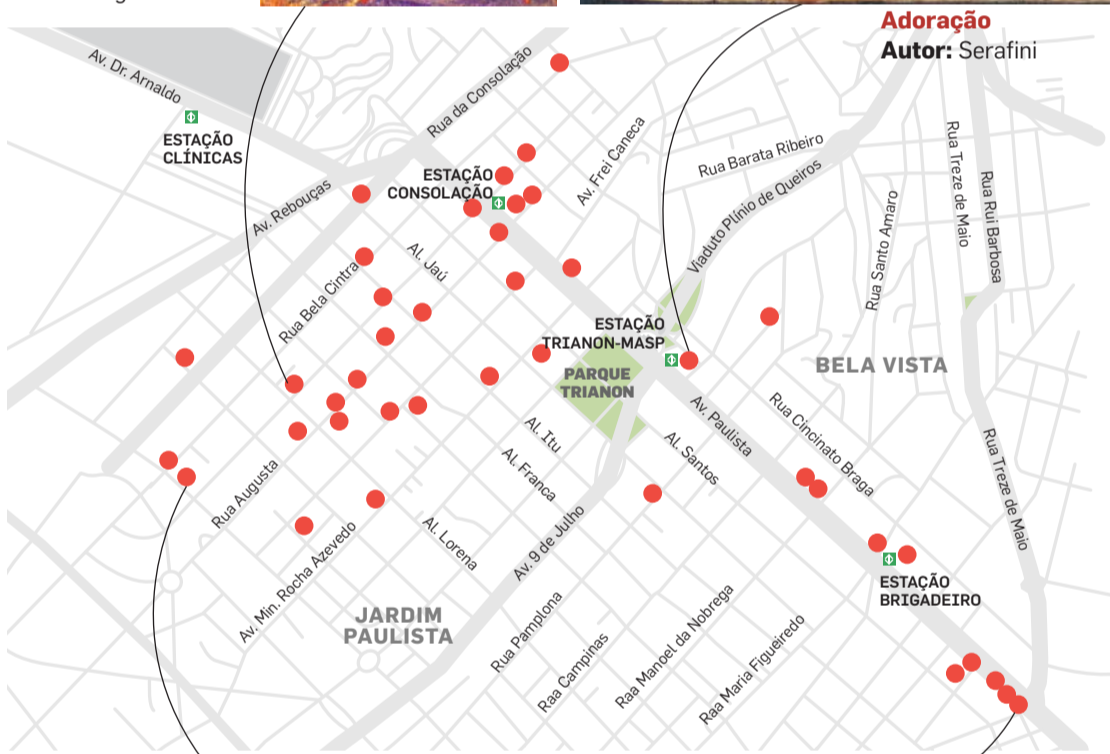 Adoração
Autor: Serafini
Av. Dr. Arnaldo
ESTAÇÃO
CLÍNICAS
Rua da Consolação
ESTAÇÃO
CONSOLAÇÃO
Av. Rebouças
Av. Frei Caneca
Rua Barata Ribeiro
Viaduto Plínio de Queiros
Rua Santo Amaro
Rua Treze de Maio
Rua Rui Barbosa
Al. Jaú
Rua Bela Cintra
ESTAÇÃO
TRIANON-MASP
PARQUE
TRIANON
BELA VISTA
Av. Paulista
Rua Cincinato Braga
Al. Itu
Al. Franca
Al. Santos
Rua Treze de Maio
Rua Augusta
Al. Lorena
Av. 9 de Julho
Av. Min. Rocha Azevedo
ESTAÇÃO
BRIGADEIRO
JARDIM
PAULISTA
Rua Pamplona
Raa Campinas
Raa Manoel da Nobrega
Raa Maria Figueiredo